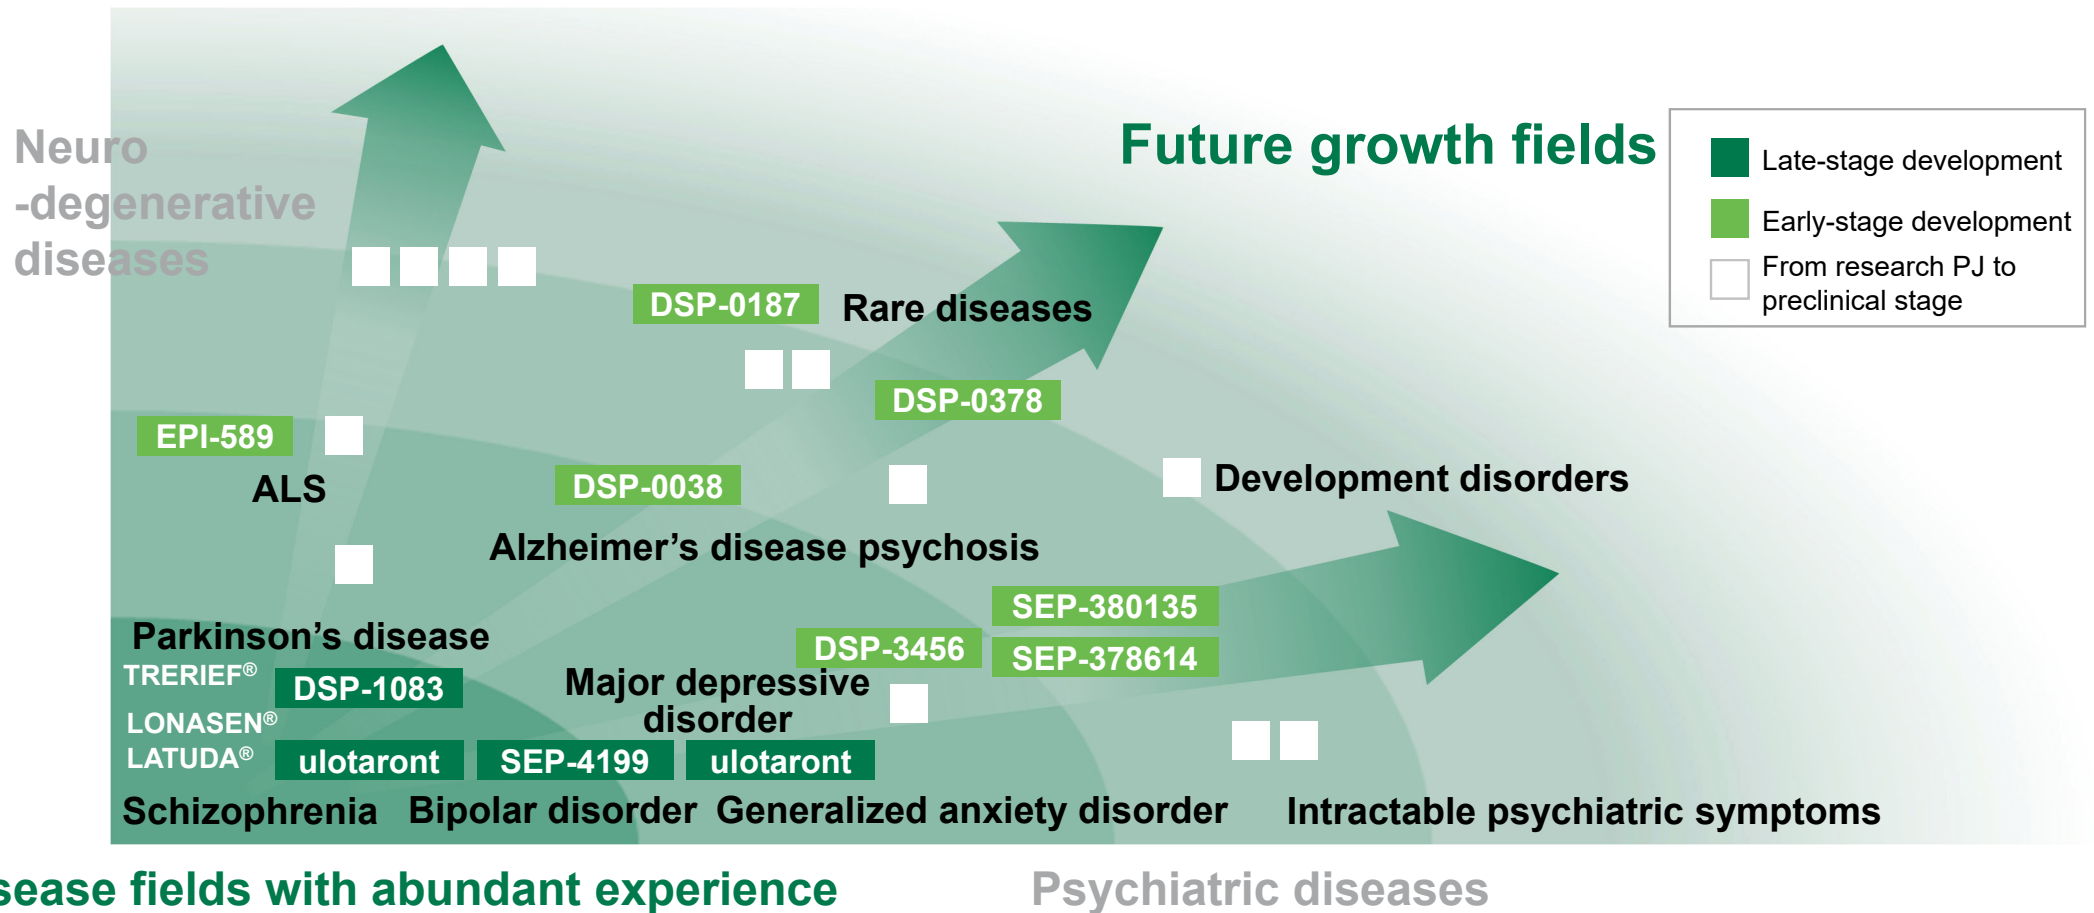 Neuro
-degenerative
diseases
Future growth fields
Late-stage development
Early-stage development
From research PJ to
preclinical stage
DSP-0187
Rare diseases
DSP-0378
EPI-589
ALS
DSP-0038
Alzheimer’s disease psychosis
Development disorders
SEP-380135
DSP-3456
SEP-378614
Parkinson’s disease
TRERIEF®
DSP-1083
Major depressive
disorder
LONASEN®
LATUDA®
ulotaront
SEP-4199
ulotaront
Schizophrenia
Bipolar disorder
Generalized anxiety disorder
Intractable psychiatric symptoms
sease fields with abundant experience
Psychiatric diseases